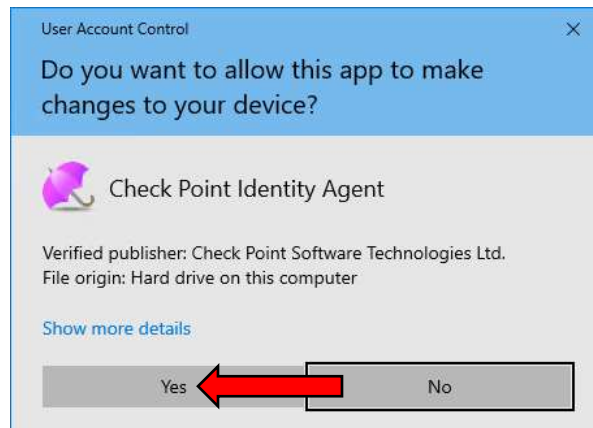 User Account Control
Do you want to allow this app to make
changes to your device?
Check Point Identity Agent
Verified publisher: Check Point Software Technologies Ltd.
File origin: Hard drive on this computer
Show more details
Yes No